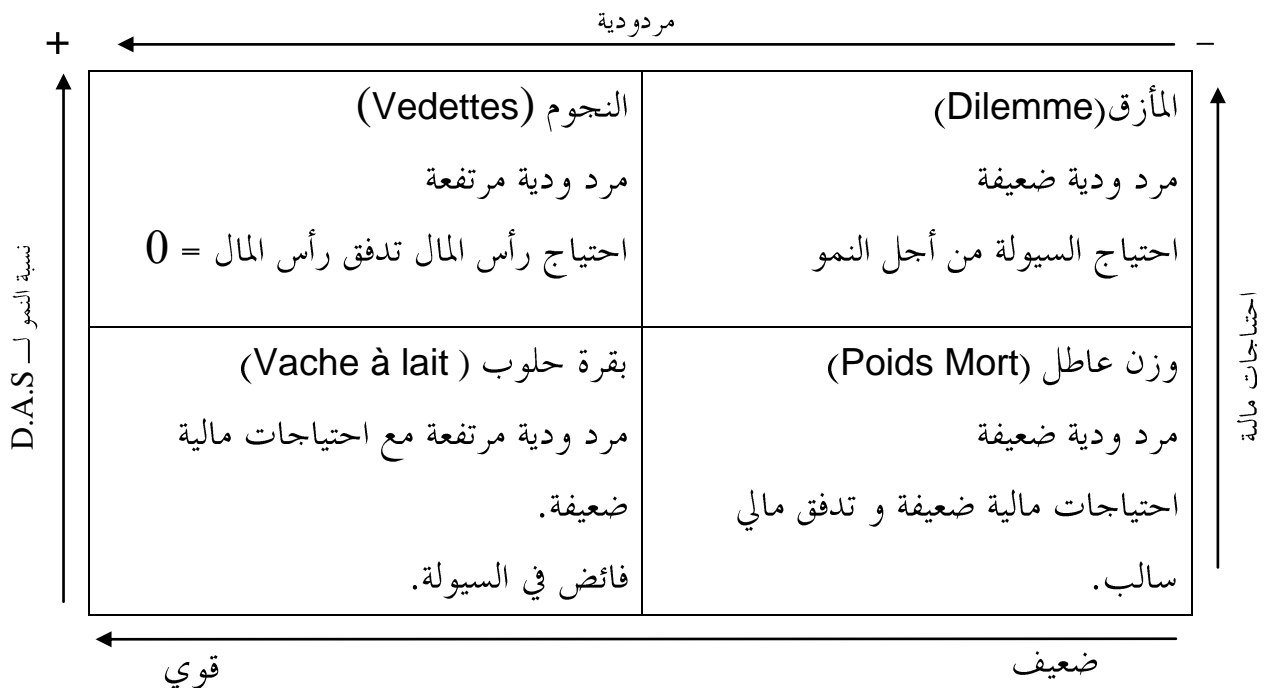 مردودية
+
–
المأزق(Dilemme)
مرد ودية ضعيفة
احتياج السيولة من أجل النمو
النجوم (Vedettes)
مرد ودية مرتفعة
احتياج رأس المال تدفق رأس المال = 0
وزن عاطل (Poids Mort)
مرد ودية ضعيفة
احتياجات مالية ضعيفة و تدفق مالي
سالب.
بقرة حلوب ( Vache à lait)
مرد ودية مرتفعة مع احتياجات مالية
ضعيفة.
فائض في السيولة.
احتياجات مالية
نسبة النمو لــ D.A.S
ضعيف
قوي